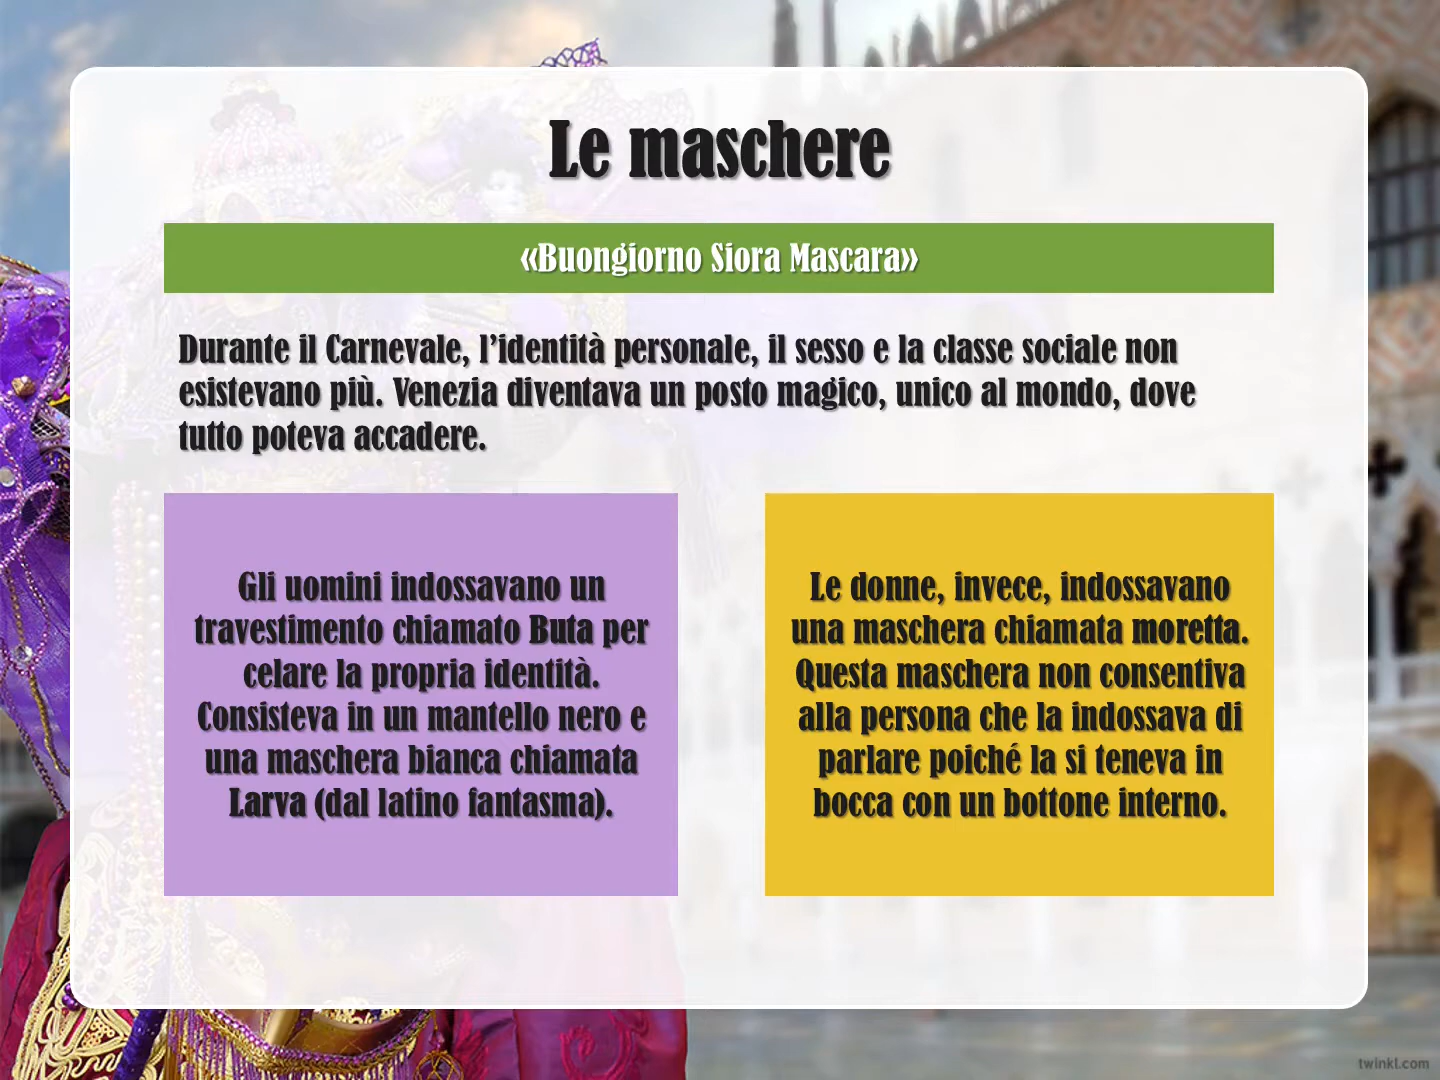 Le maschere
«Buongiorno Siora Mascara»
Durante il Carnevale, l’identità personale, il sesso e la classe sociale non
esistevano più. Venezia diventava un posto magico, unico al mondo, dove
tutto poteva accadere.
Gli uomini indossavano un
travestimento chiamato Buta per
celare la propria identità.
Consisteva in un mantello nero e
una maschera bianca chiamata
Larva (dal latino fantasma).
Le donne, invece, indossavano
una maschera chiamata moretta.
Questa maschera non consentiva
alla persona che la indossava di
parlare poiché la si teneva in
bocca con un bottone interno.
twinkl.com